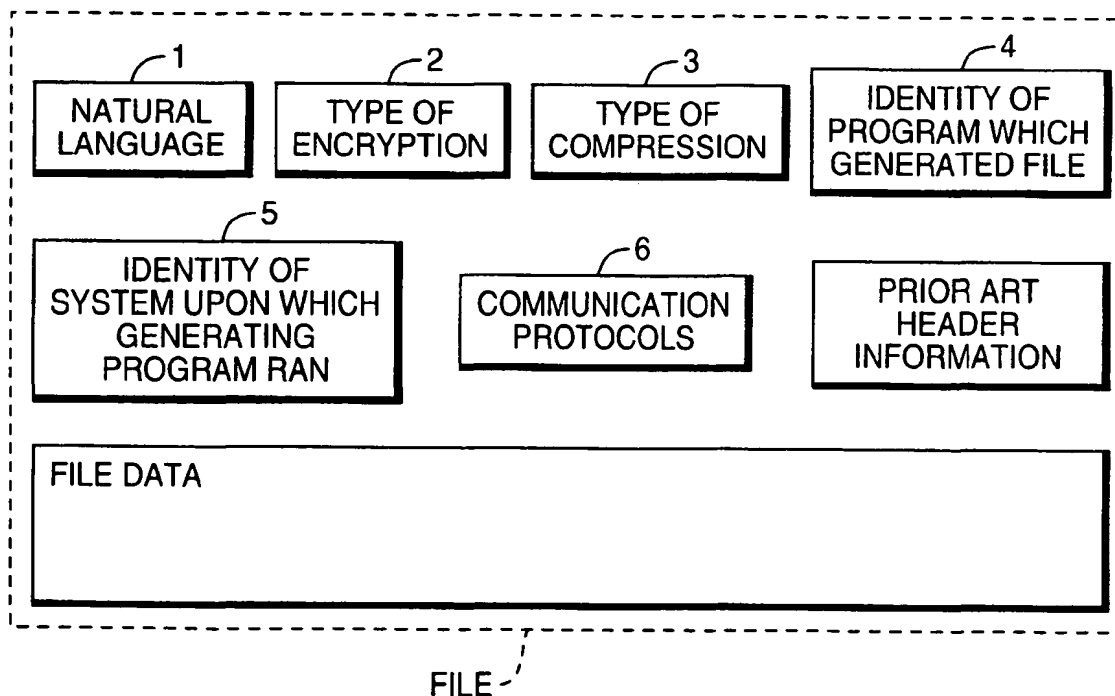 1
NATURAL
LANGUAGE
2
TYPE OF
ENCRYPTION
3
TYPE OF
COMPRESSION
4
IDENTITY OF
PROGRAM WHICH
GENERATED FILE
5
IDENTITY OF
SYSTEM UPON WHICH
GENERATING
PROGRAM RAN
6
COMMUNICATION
PROTOCOLS
PRIOR ART
HEADER
INFORMATION
FILE DATA
FILE